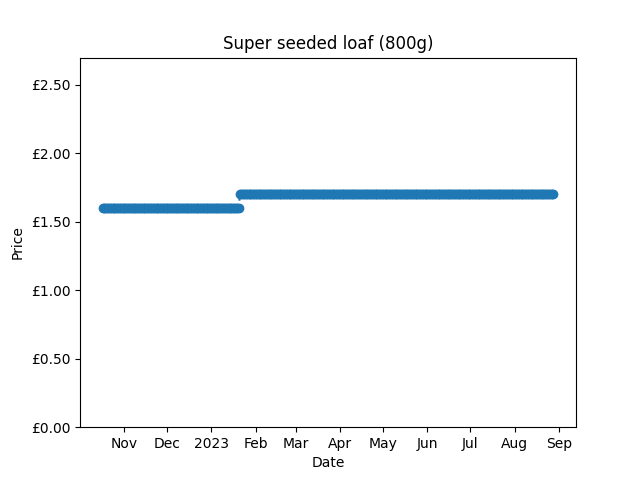 Super seeded loaf (800g)
£2.50
£2.00
£1.50
£1.00
£0.50
£0.00
Price
Nov Dec 2023 Feb Mar Apr May Jun Jul Aug Sep
Date